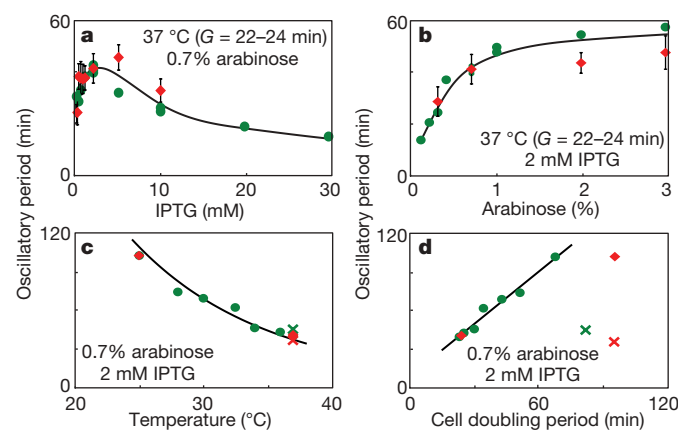 a
37 °C (G = 22–24 min)
0.7% arabinose
Oscillatory period (min)
60
0
0
10
20
30
IPTG (mM)
b
37 °C (G = 22–24 min)
2 mM IPTG
Oscillatory period (min)
60
0
0
1.0
2.0
3.0
Arabinose (%)
c
0.7% arabinose
2 mM IPTG
120
0
20
30
40
Temperature (°C)
d
0.7% arabinose
2 mM IPTG
120
0
0
60
120
Cell doubling period (min)